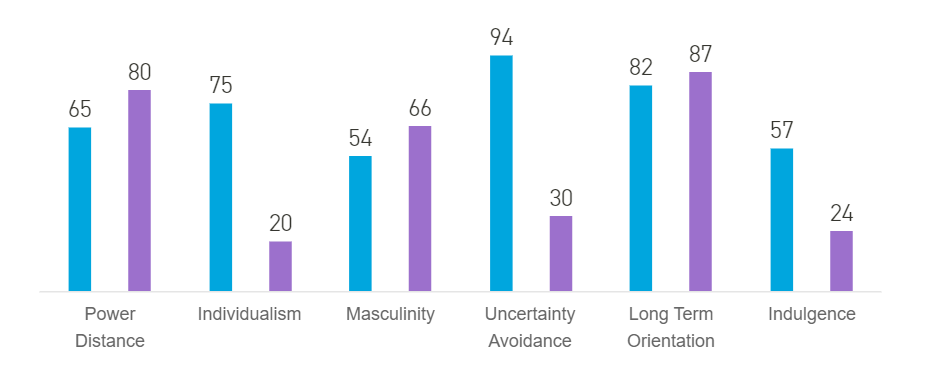 94
87
82
80
75
66
65
57
54
30
24
20
Power Distance
Individualism
Masculinity
Uncertainty Avoidance
Long Term Orientation
Indulgence